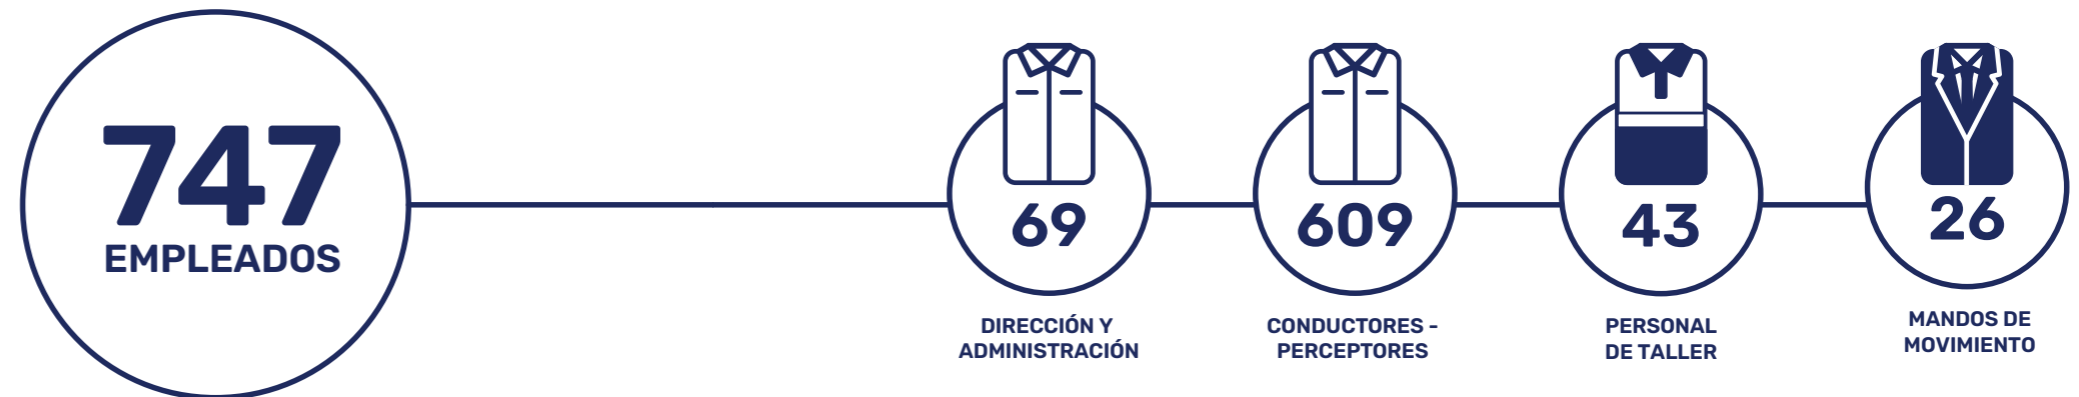 747
EMPLEADOS
69
DIRECCIÓN Y
ADMINISTRACIÓN
609
CONDUCTORES -
PERCEPTORES
43
PERSONAL
DE TALLER
26
MANDOS DE
MOVIMIENTO